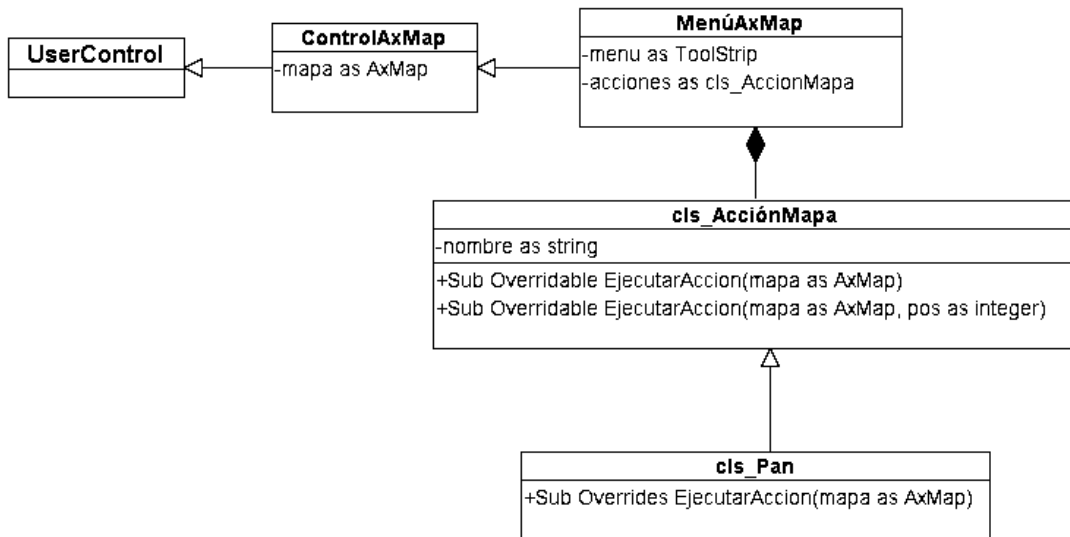 UserControl
ControlAxMap
-mapa as AxMap
MenúAxMap
-menu as ToolStrip
-acciones as cls_AccionMapa
cls_AcciónMapa
-nombre as string
+Sub Overridable EjecutarAccion(mapa as AxMap)
+Sub Overridable EjecutarAccion(mapa as AxMap, pos as integer)
cls_Pan
+Sub Overrides EjecutarAccion(mapa as AxMap)